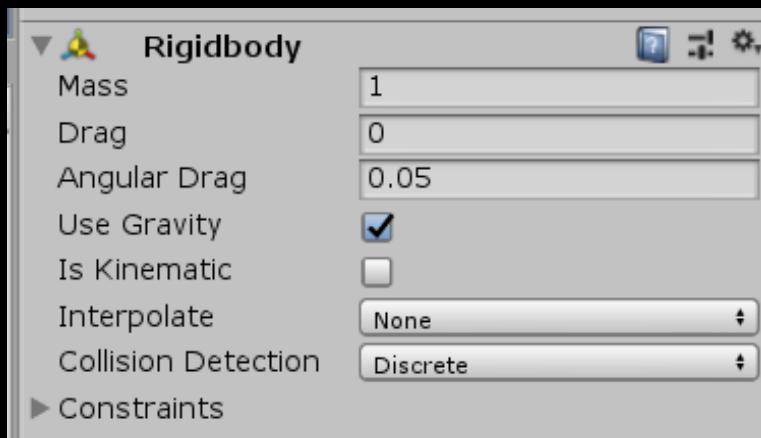 Rigidbody
Mass 1
Drag 0
Angular Drag 0.05
Use Gravity
Is Kinematic
Interpolate None
Collision Detection Discrete
Constraints